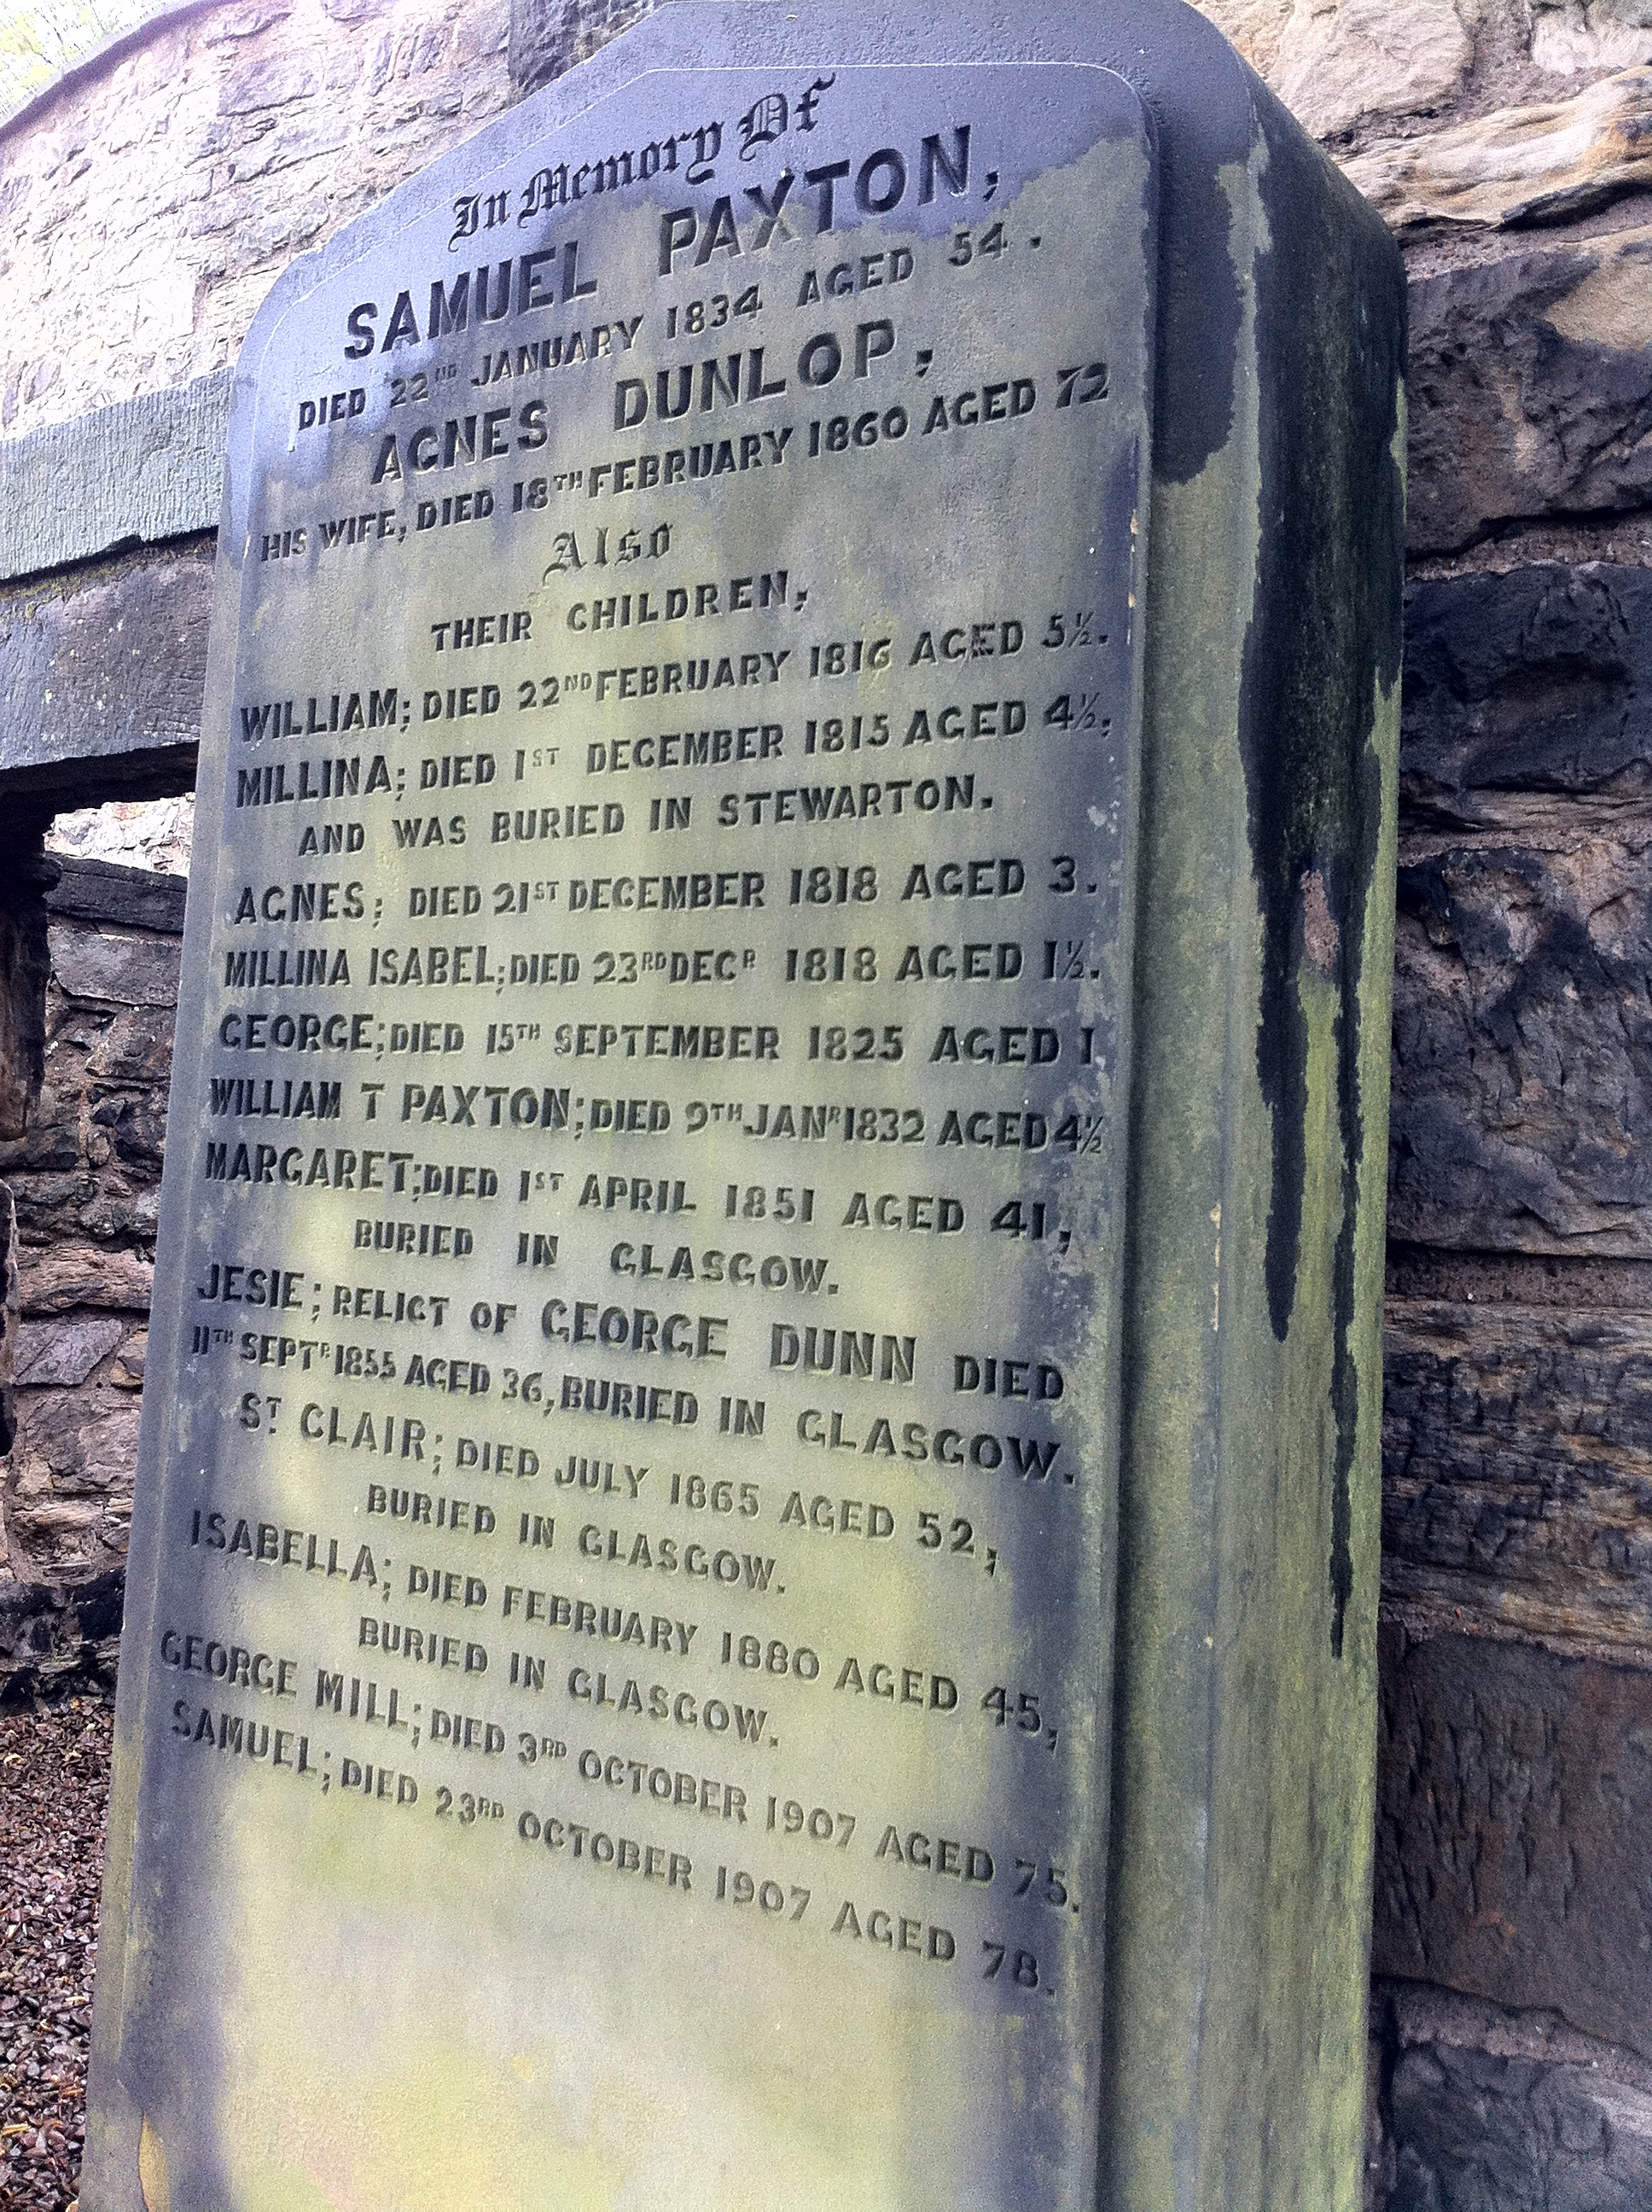 In Memory Of
SAMUEL PAXTON,
DIED 22ND JANUARY 1834 AGED 54.
AGNES DUNLOP,
HIS WIFE, DIED 18TH FEBRUARY 1860 AGED 72
Also
THEIR CHILDREN,
WILLIAM; DIED 22ND FEBRUARY 1816 AGED 5½.
MILLINA; DIED 1ST DECEMBER 1815 AGED 4½,
AND WAS BURIED IN STEWARTON.
AGNES; DIED 21ST DECEMBER 1818 AGED 3.
MILLINA ISABEL; DIED 23RD DECR 1818 AGED 1½.
GEORGE; DIED 15TH SEPTEMBER 1825 AGED 1
WILLIAM T PAXTON; DIED 9TH JANR 1832 AGED 4½
MARGARET; DIED 1ST APRIL 1851 AGED 41,
BURIED IN GLASGOW.
JESIE; RELICT OF GEORGE DUNN DIED
11TH SEPTR 1855 AGED 36, BURIED IN GLASGOW.
ST CLAIR; DIED JULY 1865 AGED 52,
BURIED IN GLASGOW.
ISABELLA; DIED FEBRUARY 1880 AGED 45,
BURIED IN GLASGOW.
GEORGE MILL; DIED 3RD OCTOBER 1907 AGED 75.
SAMUEL; DIED 23RD OCTOBER 1907 AGED 78.